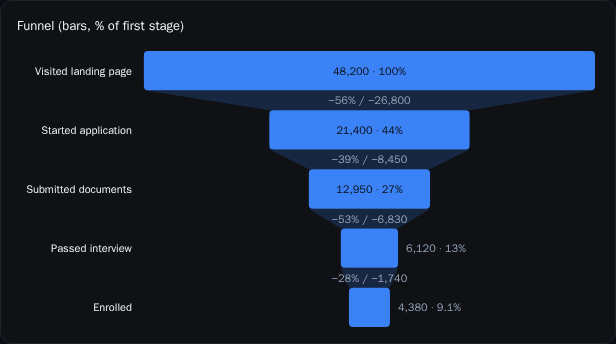 Funnel (bars, % of first stage)
Visited landing page
48,200 · 100%
−56% / −26,800
Started application
21,400 · 44%
−39% / −8,450
Submitted documents
12,950 · 27%
−53% / −6,830
Passed interview
6,120 · 13%
−28% / −1,740
Enrolled
4,380 · 9.1%